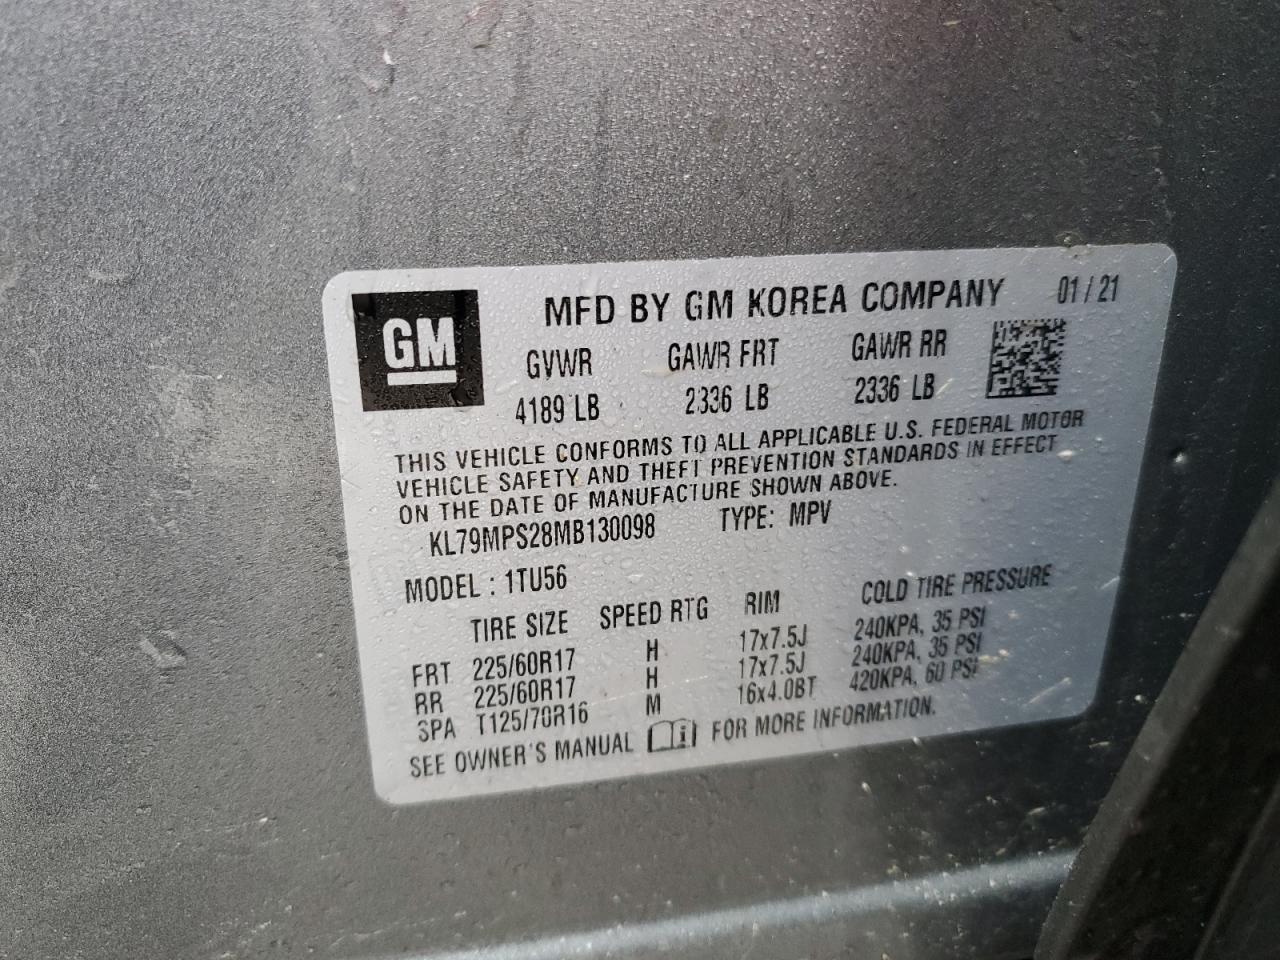 GM
MFD BY GM KOREA COMPANY 01 / 21
GVWR GAWR FRT GAWR RR
4189 LB 2336 LB 2336 LB
THIS VEHICLE CONFORMS TO ALL APPLICABLE U.S. FEDERAL MOTOR
VEHICLE SAFETY AND THEFT PREVENTION STANDARDS IN EFFECT
ON THE DATE OF MANUFACTURE SHOWN ABOVE.
KL79MPS28MB130098 TYPE: MPV
MODEL : 1TU56
TIRE SIZE SPEED RTG RIM COLD TIRE PRESSURE
FRT 225/60R17 H 17x7.5J 240KPA, 35 PSI
RR 225/60R17 H 17x7.5J 240KPA, 35 PSI
SPA T125/70R16 M 16x4.0BT 420KPA, 60 PSI
SEE OWNER'S MANUAL i FOR MORE INFORMATION.